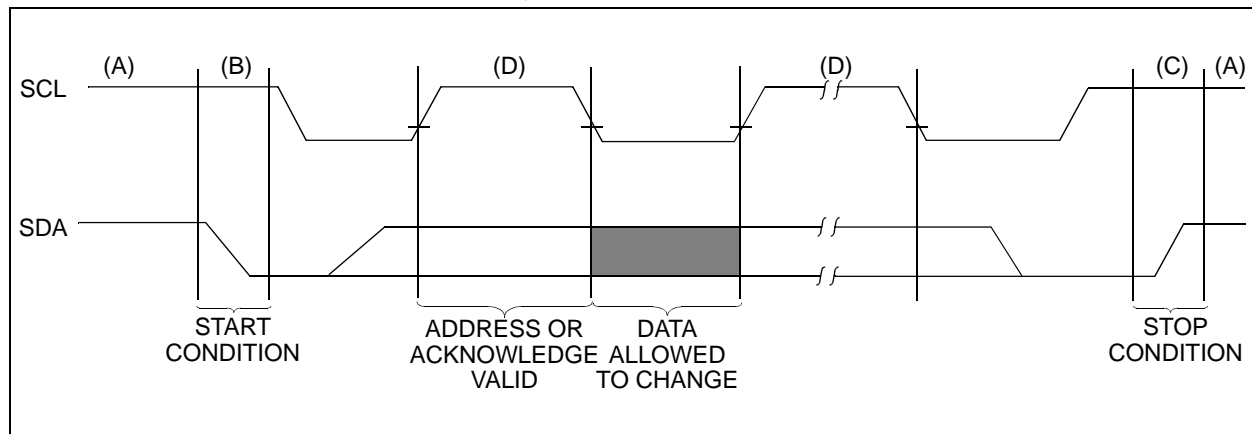 (A) (B) (D) (D) (C) (A)
SCL
SDA
START
CONDITION
ADDRESS OR
ACKNOWLEDGE
VALID
DATA
ALLOWED
TO CHANGE
STOP
CONDITION